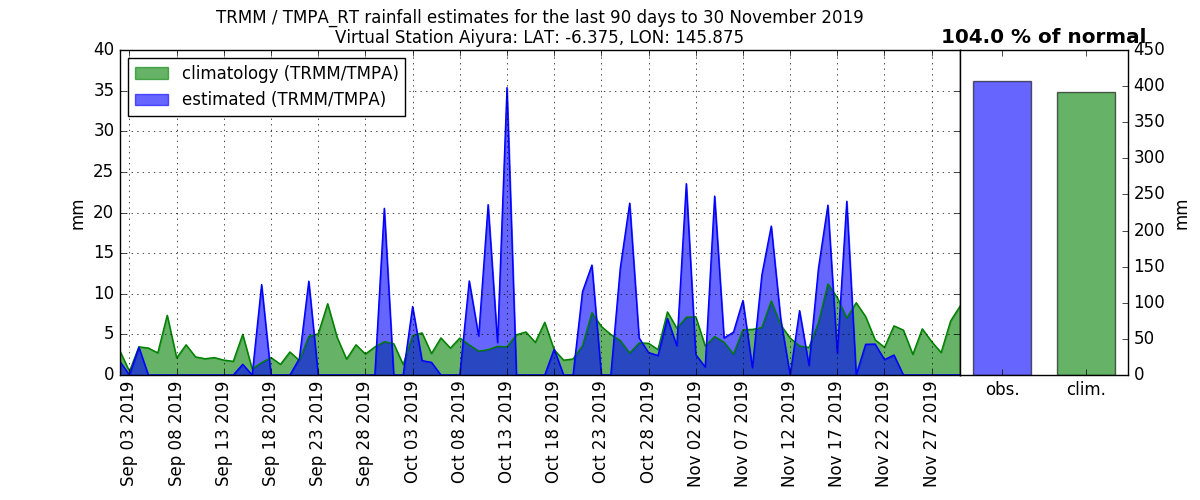 TRMM / TMPA_RT rainfall estimates for the last 90 days to 30 November 2019
Virtual Station Aiyura: LAT: -6.375, LON: 145.875
104.0 % of normal
climatology (TRMM/TMPA)
estimated (TRMM/TMPA)
40
35
30
25
20
15
10
5
0
mm
450
400
350
300
250
200
150
100
50
0
mm
Sep 03 2019
Sep 08 2019
Sep 13 2019
Sep 18 2019
Sep 23 2019
Sep 28 2019
Oct 03 2019
Oct 08 2019
Oct 13 2019
Oct 18 2019
Oct 23 2019
Oct 28 2019
Nov 02 2019
Nov 07 2019
Nov 12 2019
Nov 17 2019
Nov 22 2019
Nov 27 2019
obs.
clim.